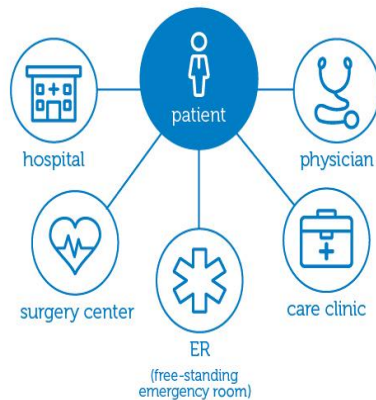 patient
hospital
physician
surgery center
care clinic
ER
(free-standing
emergency room)